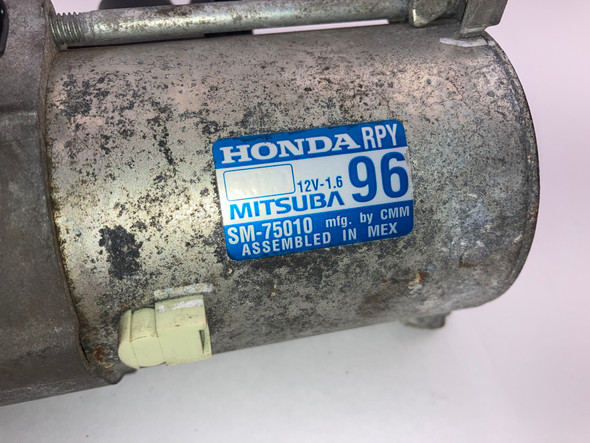 HONDA RPY
12V-1.6 96
MITSUBA
SM-75010 mfg. by CMM
ASSEMBLED IN MEX